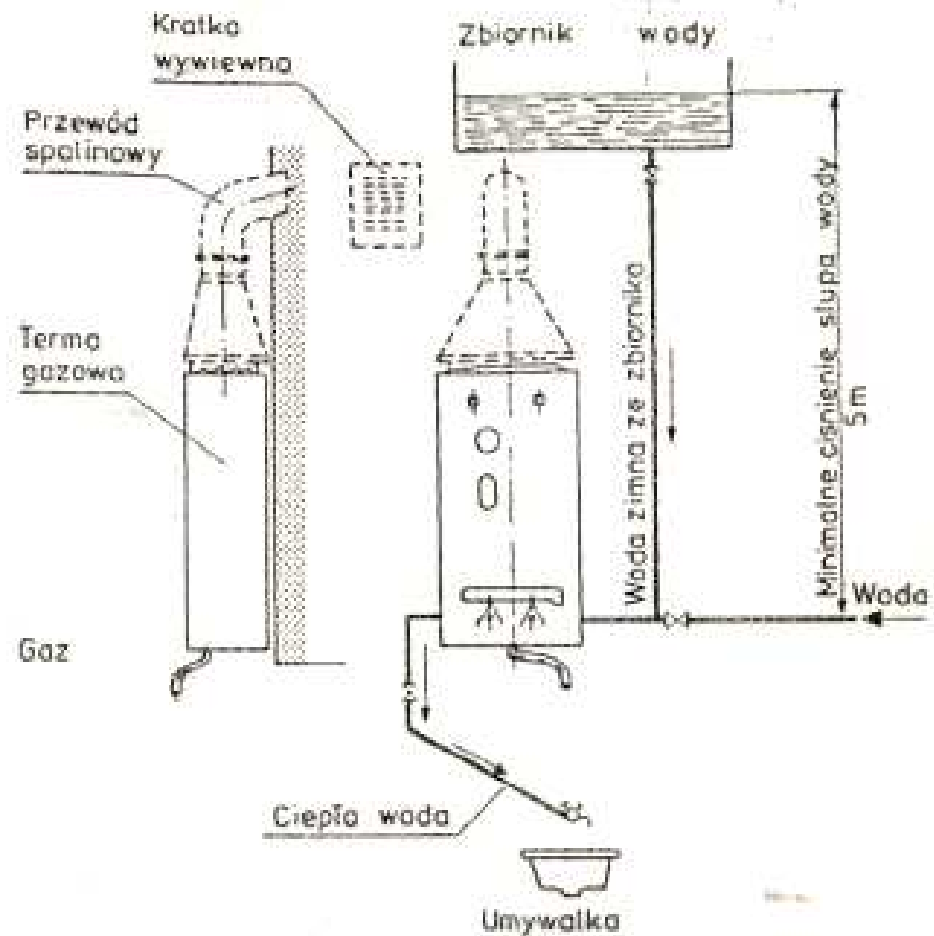 Kratka
wywiewna
Zbiornik wody
Przewód
spalinowy
Terma
gazowa
Woda zimna ze zbiornika
Minimalne ciśnienie słupa wody
5m
Woda
Gaz
Ciepła woda
Umywalka